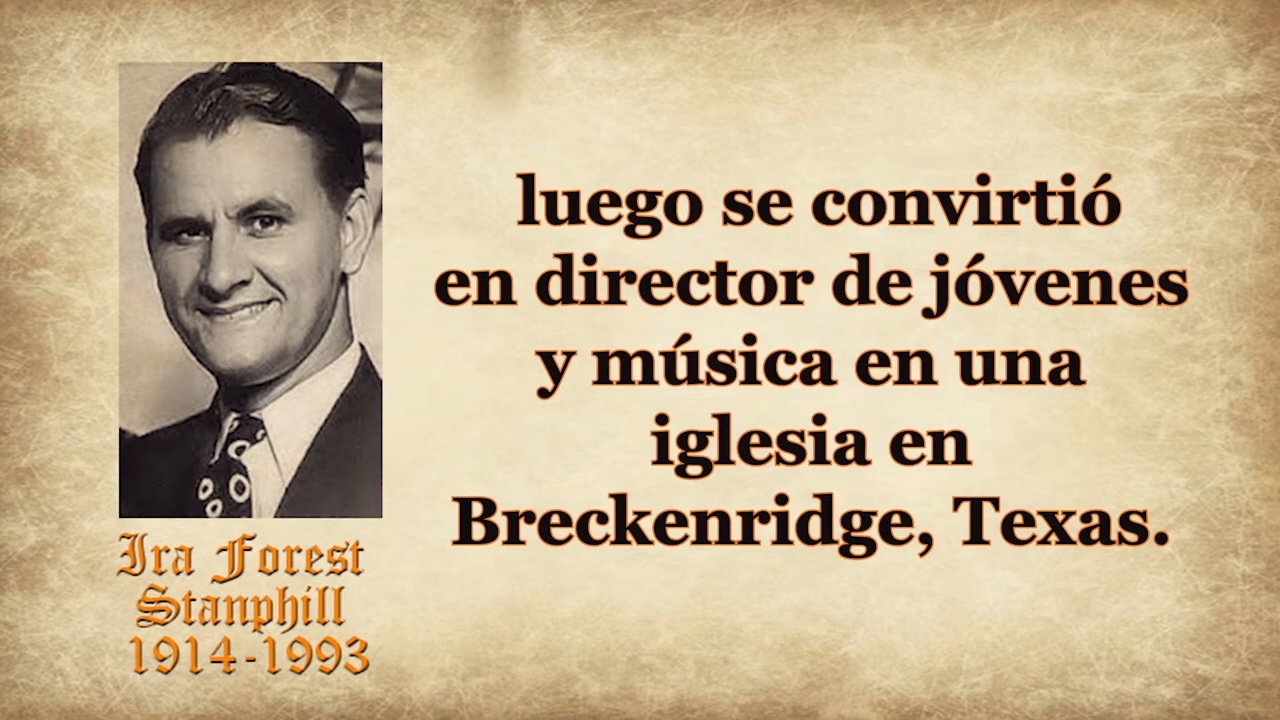 luego se convirtió
en director de jóvenes
y música en una
iglesia en
Breckenridge, Texas.
Ira Forest
Stanphill
1914-1993